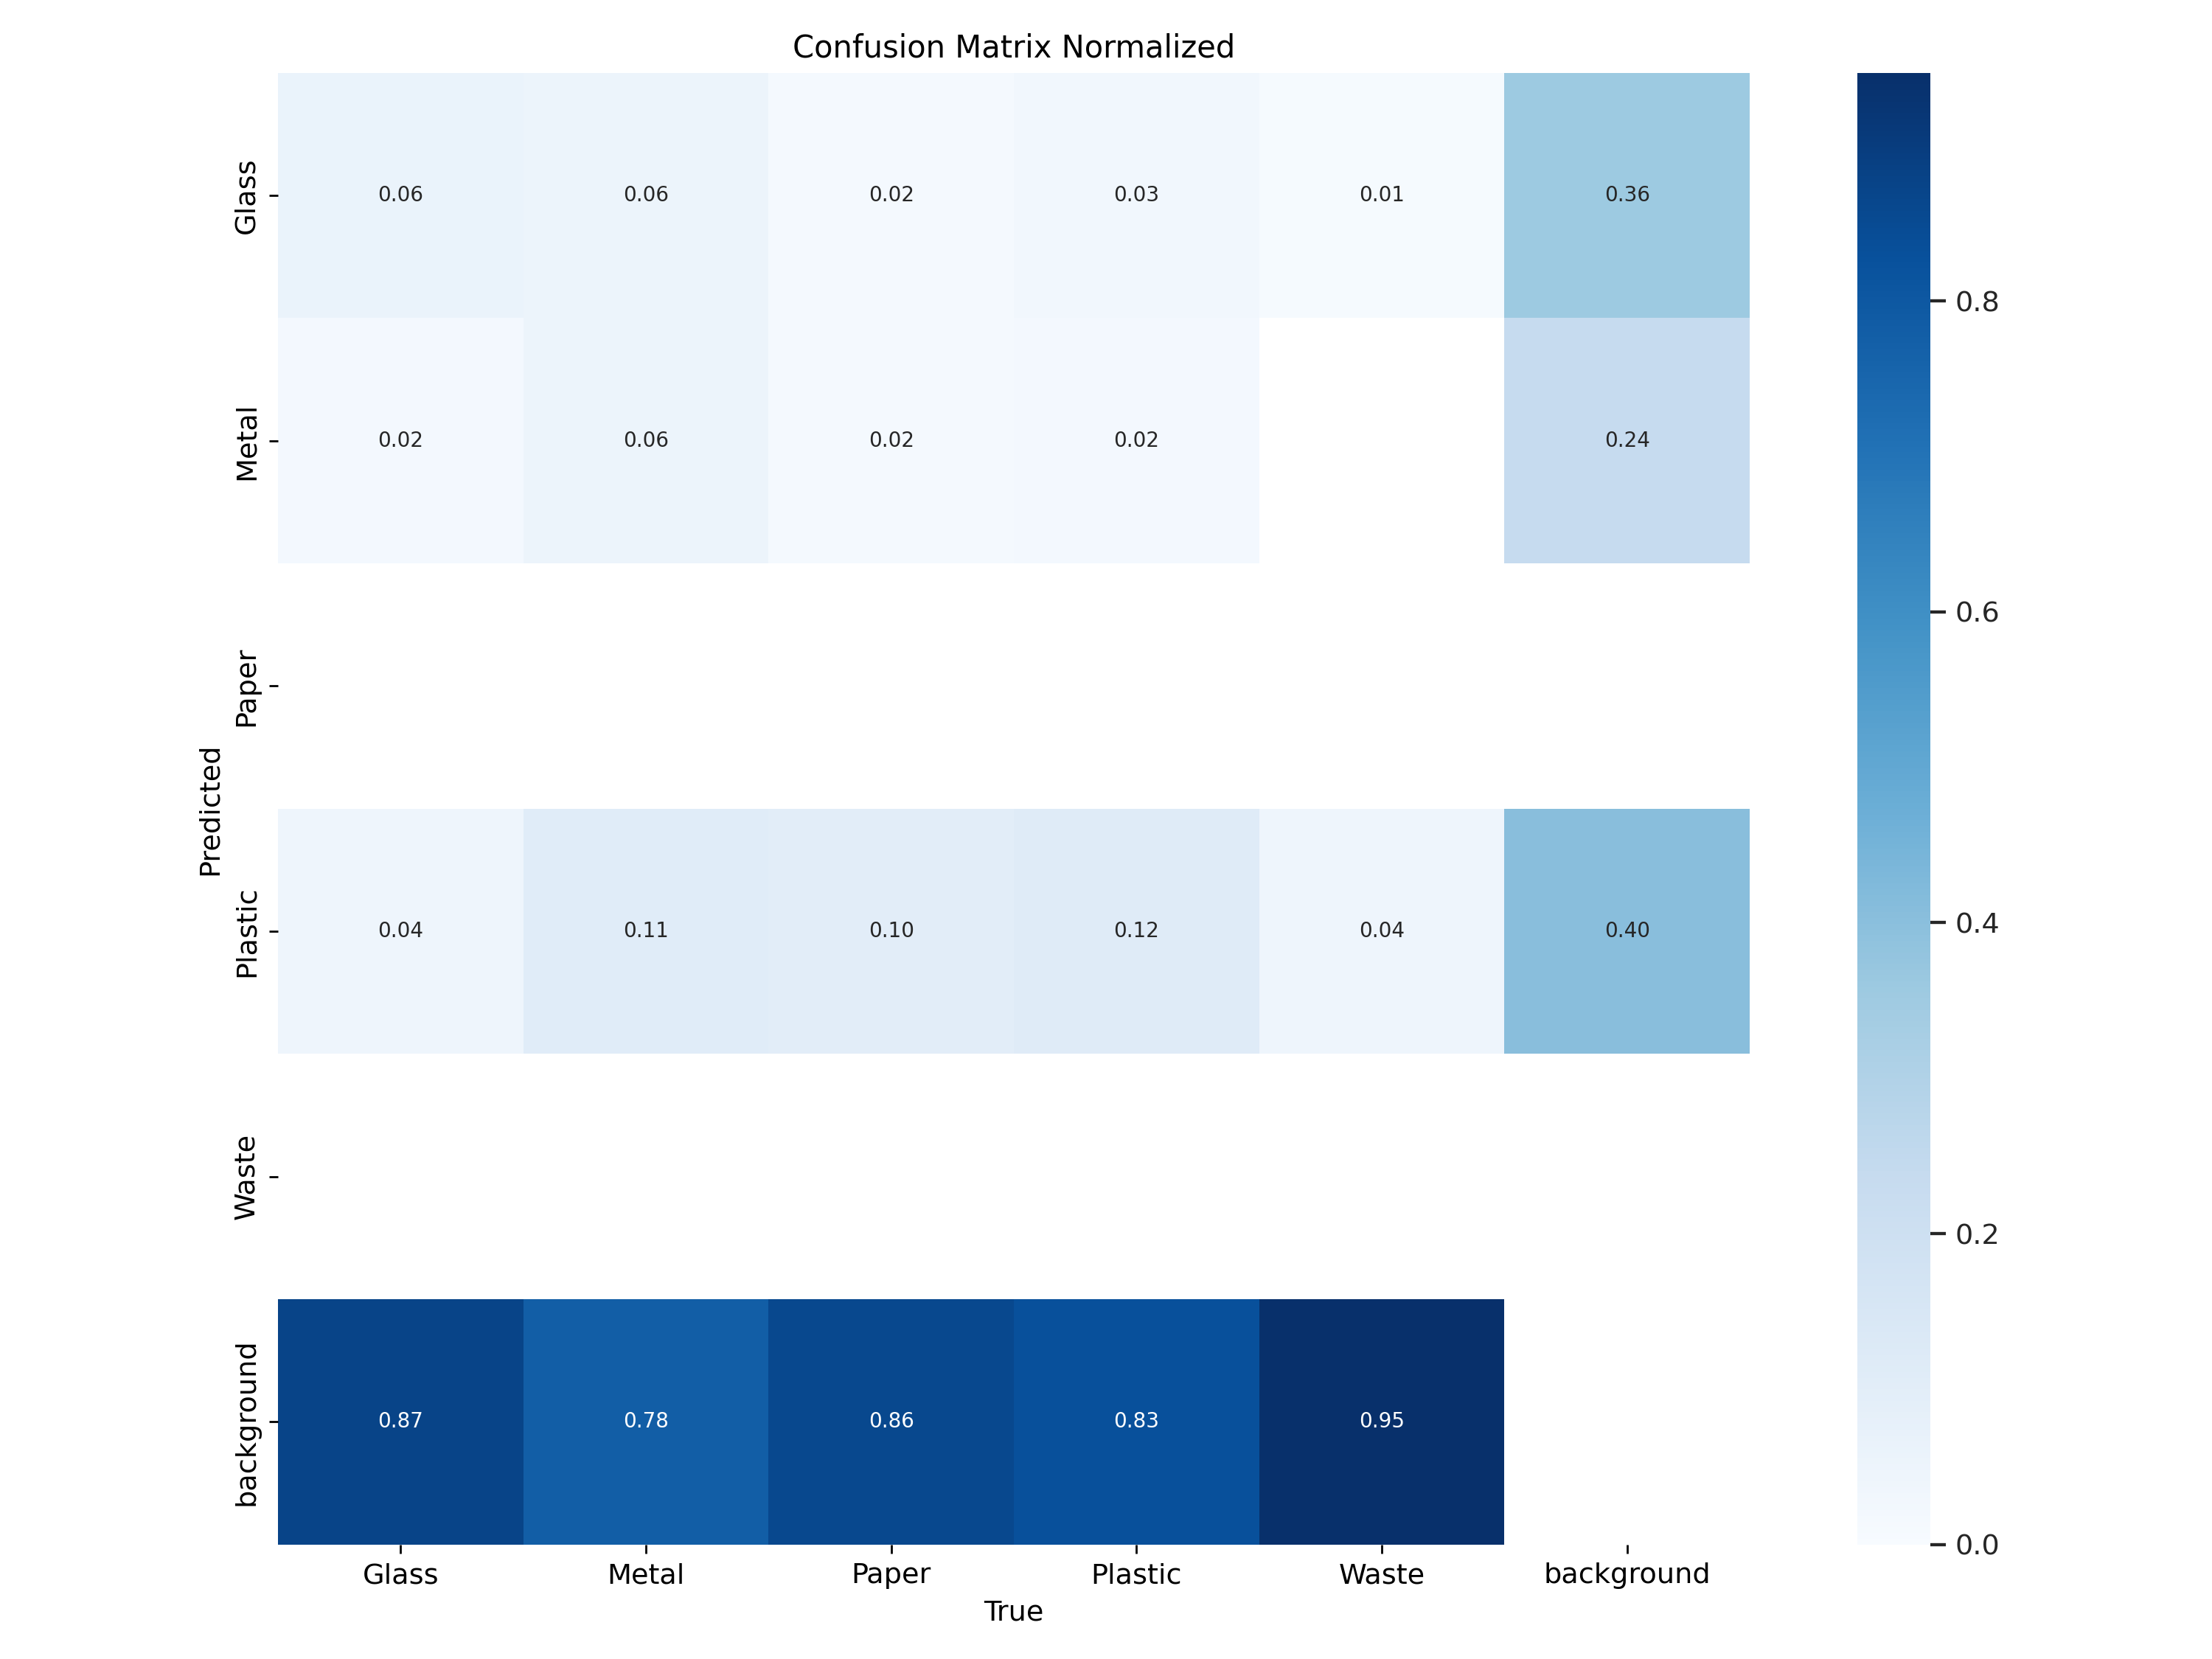 Confusion Matrix Normalized
Glass
0.06 0.06 0.02 0.03 0.01 0.36
Metal
0.02 0.06 0.02 0.02 0.24
Paper
Plastic
0.04 0.11 0.10 0.12 0.04 0.40
Waste
background
0.87 0.78 0.86 0.83 0.95
Predicted
Glass Metal Paper Plastic Waste background
True
0.8
0.6
0.4
0.2
0.0